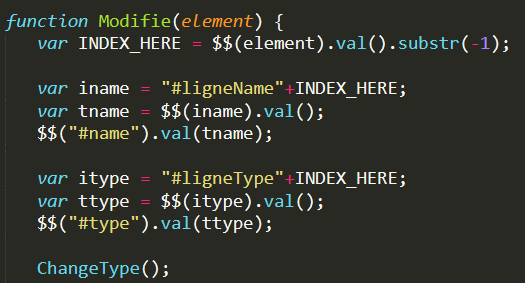 function Modifie(element) {
var INDEX_HERE = $$(element).val().substr(-1);
var iname = "#ligneName"+INDEX_HERE;
var tname = $$(iname).val();
$$("#name").val(tname);
var itype = "#ligneType"+INDEX_HERE;
var ttype = $$(itype).val();
$$("#type").val(ttype);
ChangeType();